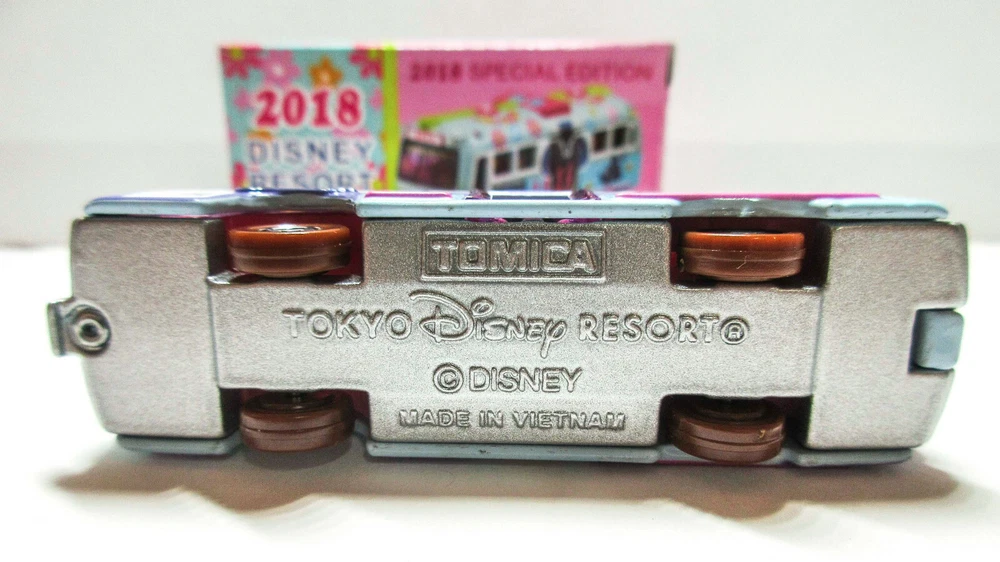 2018
DISNEY
RESORT
2018 SPECIAL EDITION
TOMICA
TOKYO Disney RESORT®
© DISNEY
MADE IN VIETNAM